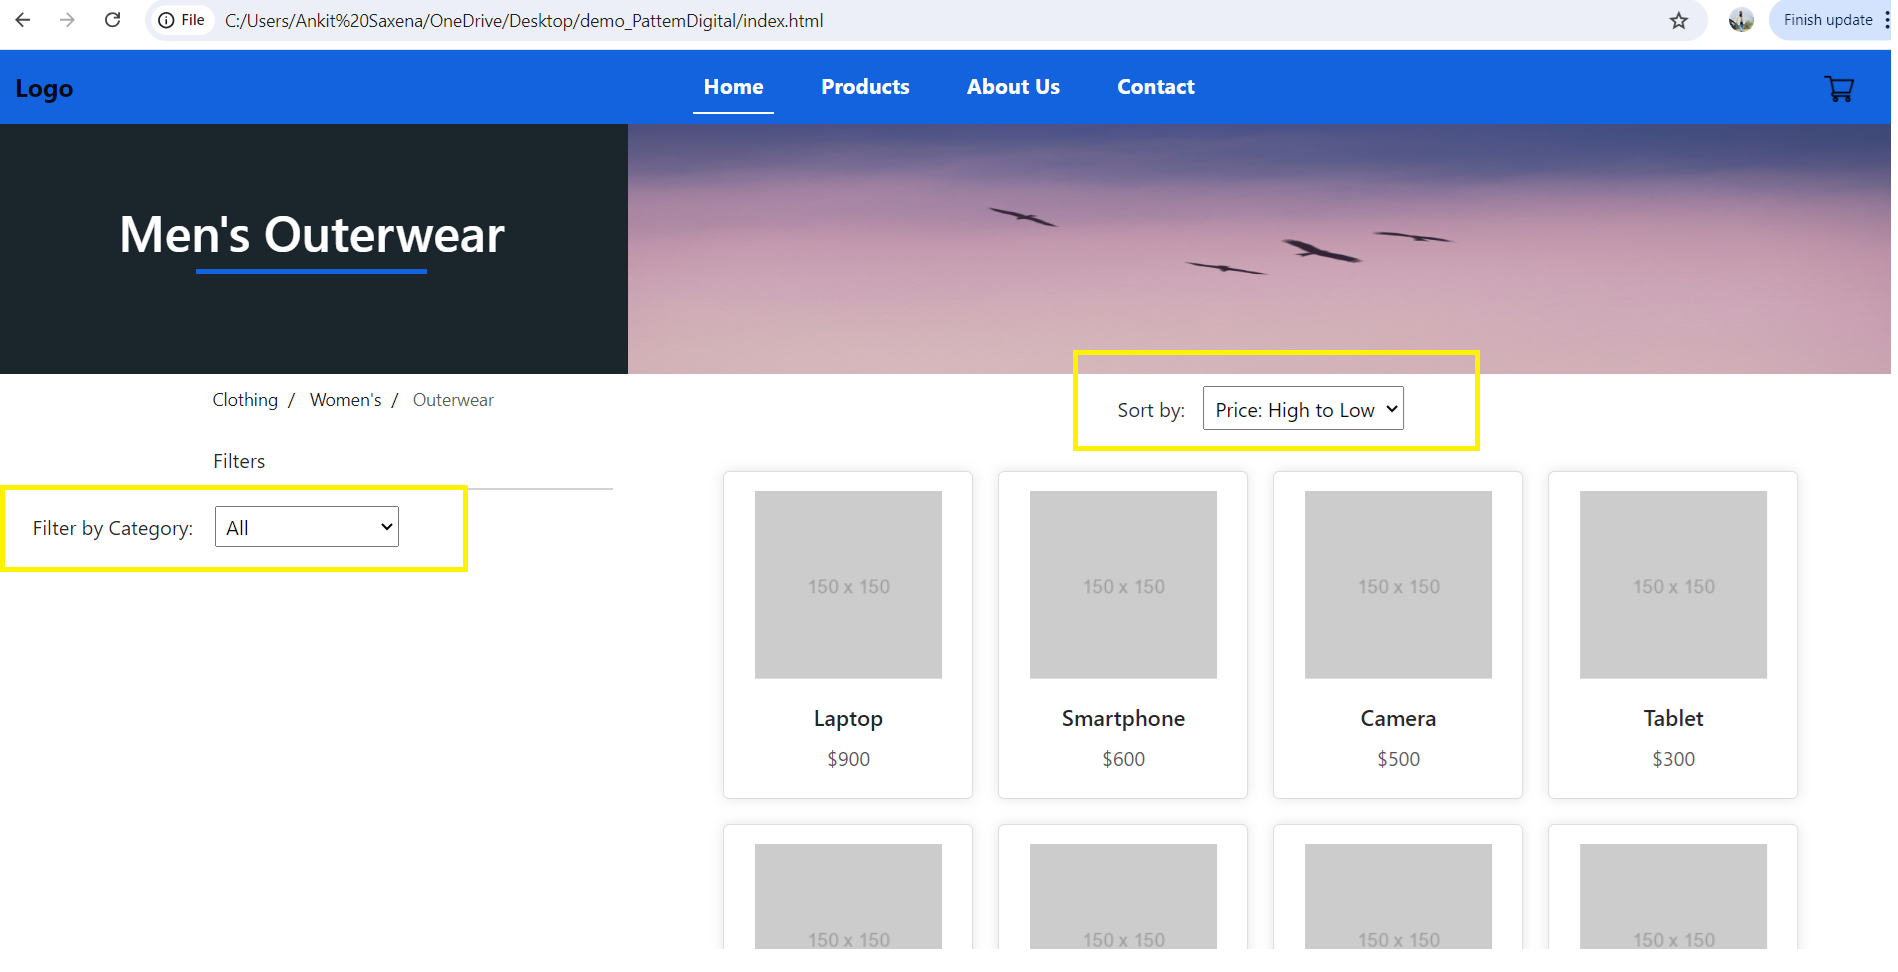 File C:/Users/Ankit%20Saxena/OneDrive/Desktop/demo_PattemDigital/index.html Finish update
Logo Home Products About Us Contact
Men's Outerwear
Clothing / Women's / Outerwear
Sort by: Price: High to Low
Filters
Filter by Category: All
150 x 150 150 x 150 150 x 150 150 x 150
Laptop Smartphone Camera Tablet
$900 $600 $500 $300
150 x 150 150 x 150 150 x 150 150 x 150